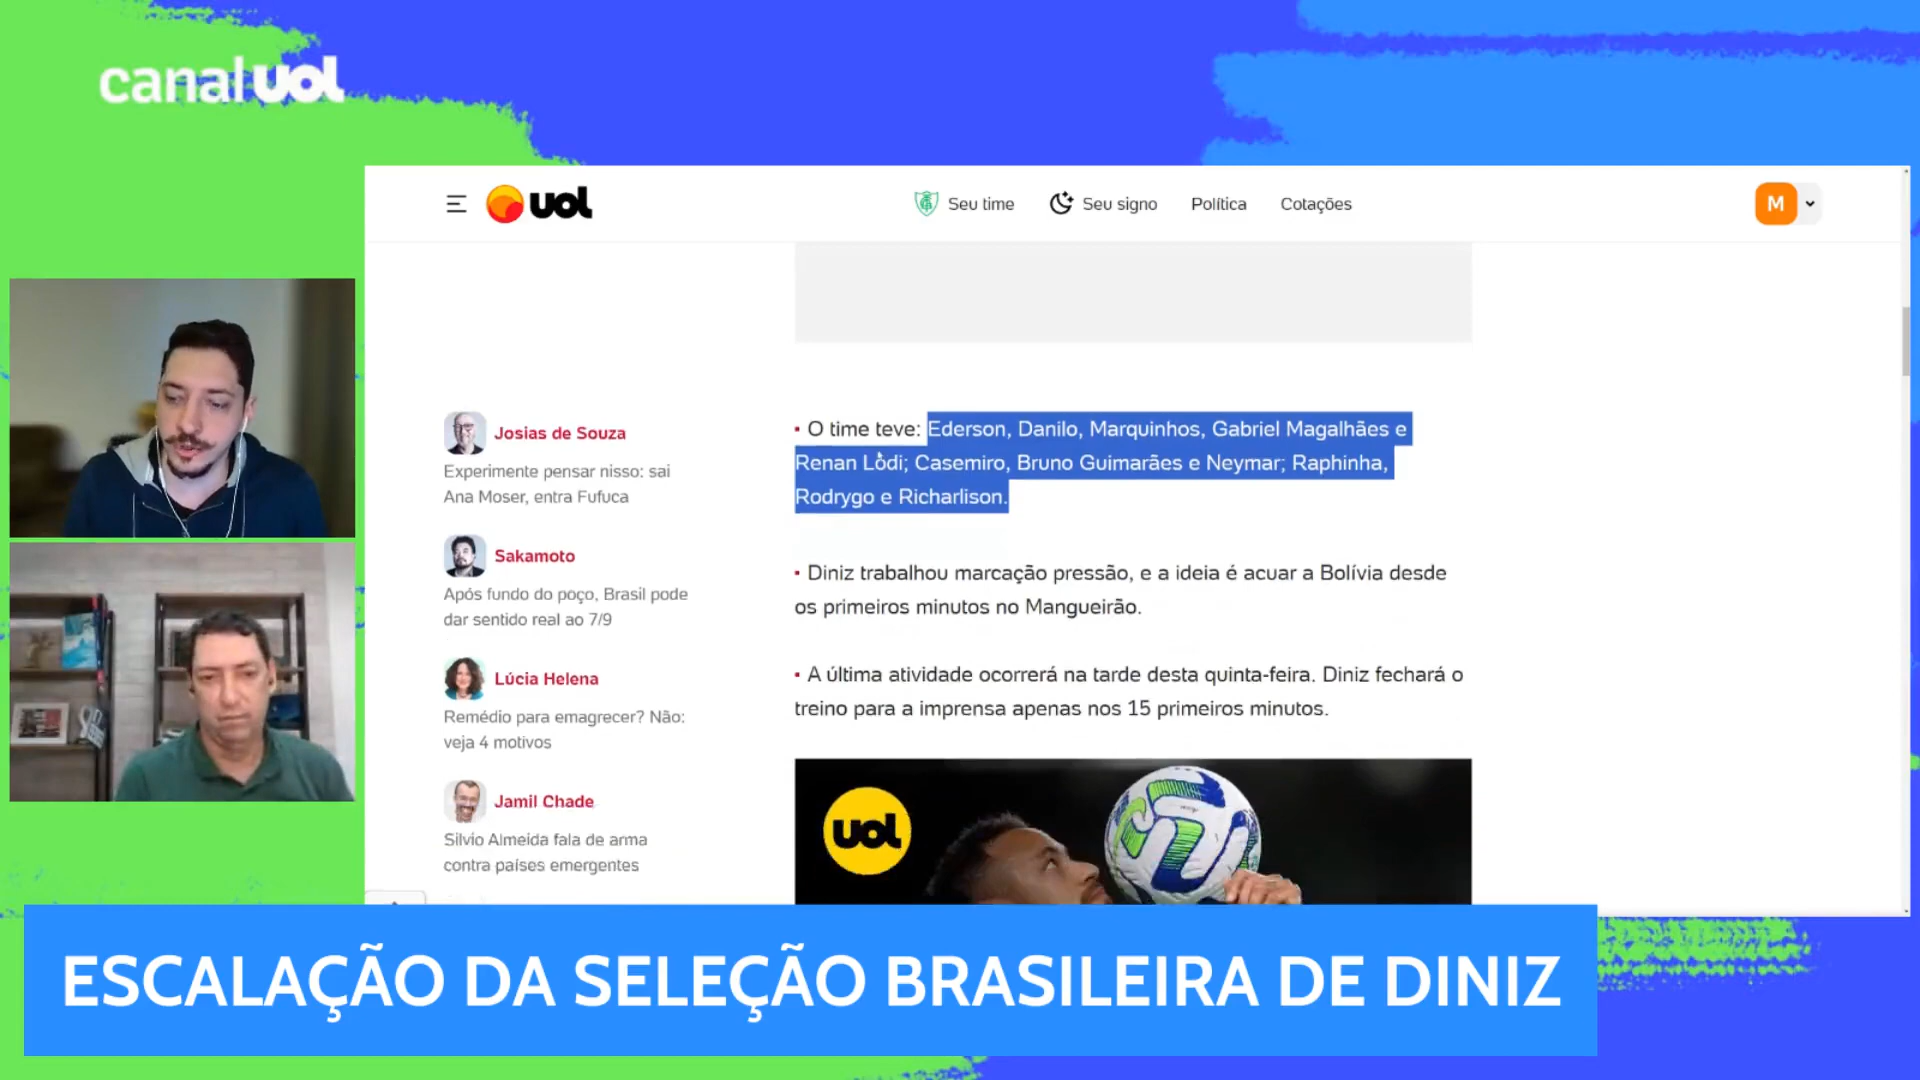 canal uol
uol
Seu time
Seu signo
Política
Cotações
M
Josias de Souza
Experimente pensar nisso: sai
Ana Moser, entra Fufuca
Sakamoto
Após fundo do poço, Brasil pode
dar sentido real ao 7/9
Lúcia Helena
Remédio para emagrecer? Não:
veja 4 motivos
Jamil Chade
Silvio Almeida fala de arma
contra países emergentes
• O time teve: Ederson, Danilo, Marquinhos, Gabriel Magalhães e
Renan Lodi; Casemiro, Bruno Guimarães e Neymar; Raphinha,
Rodrygo e Richarlison.
• Diniz trabalhou marcação pressão, e a ideia é acuar a Bolívia desde
os primeiros minutos no Mangueirão.
• A última atividade ocorrerá na tarde desta quinta-feira. Diniz fechará o
treino para a imprensa apenas nos 15 primeiros minutos.
uol
ESCALAÇÃO DA SELEÇÃO BRASILEIRA DE DINIZ